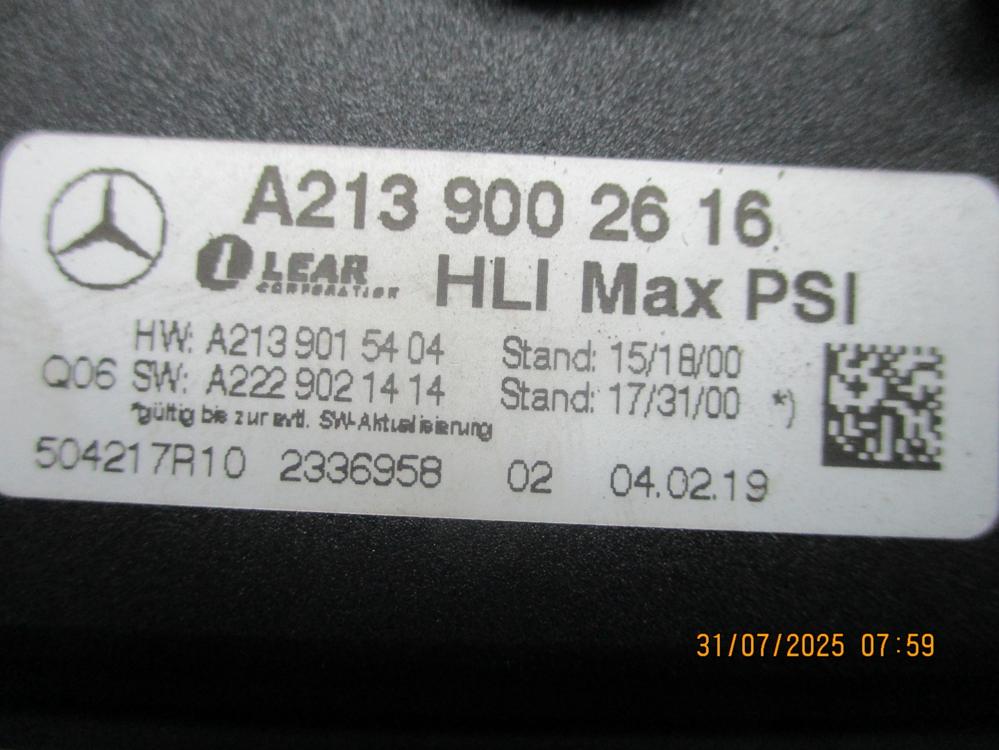 A213 900 26 16
LEAR CORPORATION HLI Max PSI
HW: A213 901 54 04 Stand: 15/18/00
Q06 SW: A222 902 14 14 Stand: 17/31/00 *)
*gültig bis zur evtl. SW-Aktualisierung
504217R10 2336958 02 04.02.19
31/07/2025 07:59